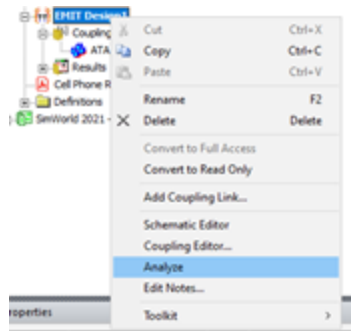 EMIT Design1
Coupling
ATA
Results
Cell Phone R
Definitions
SimWorld 2021 -
Cut Ctrl+X
Copy Ctrl+C
Paste Ctrl+V
Rename F2
Delete Delete
Convert to Full Access
Convert to Read Only
Add Coupling Link...
Schematic Editor
Coupling Editor...
Analyze
Edit Notes...
Toolkit
roperties